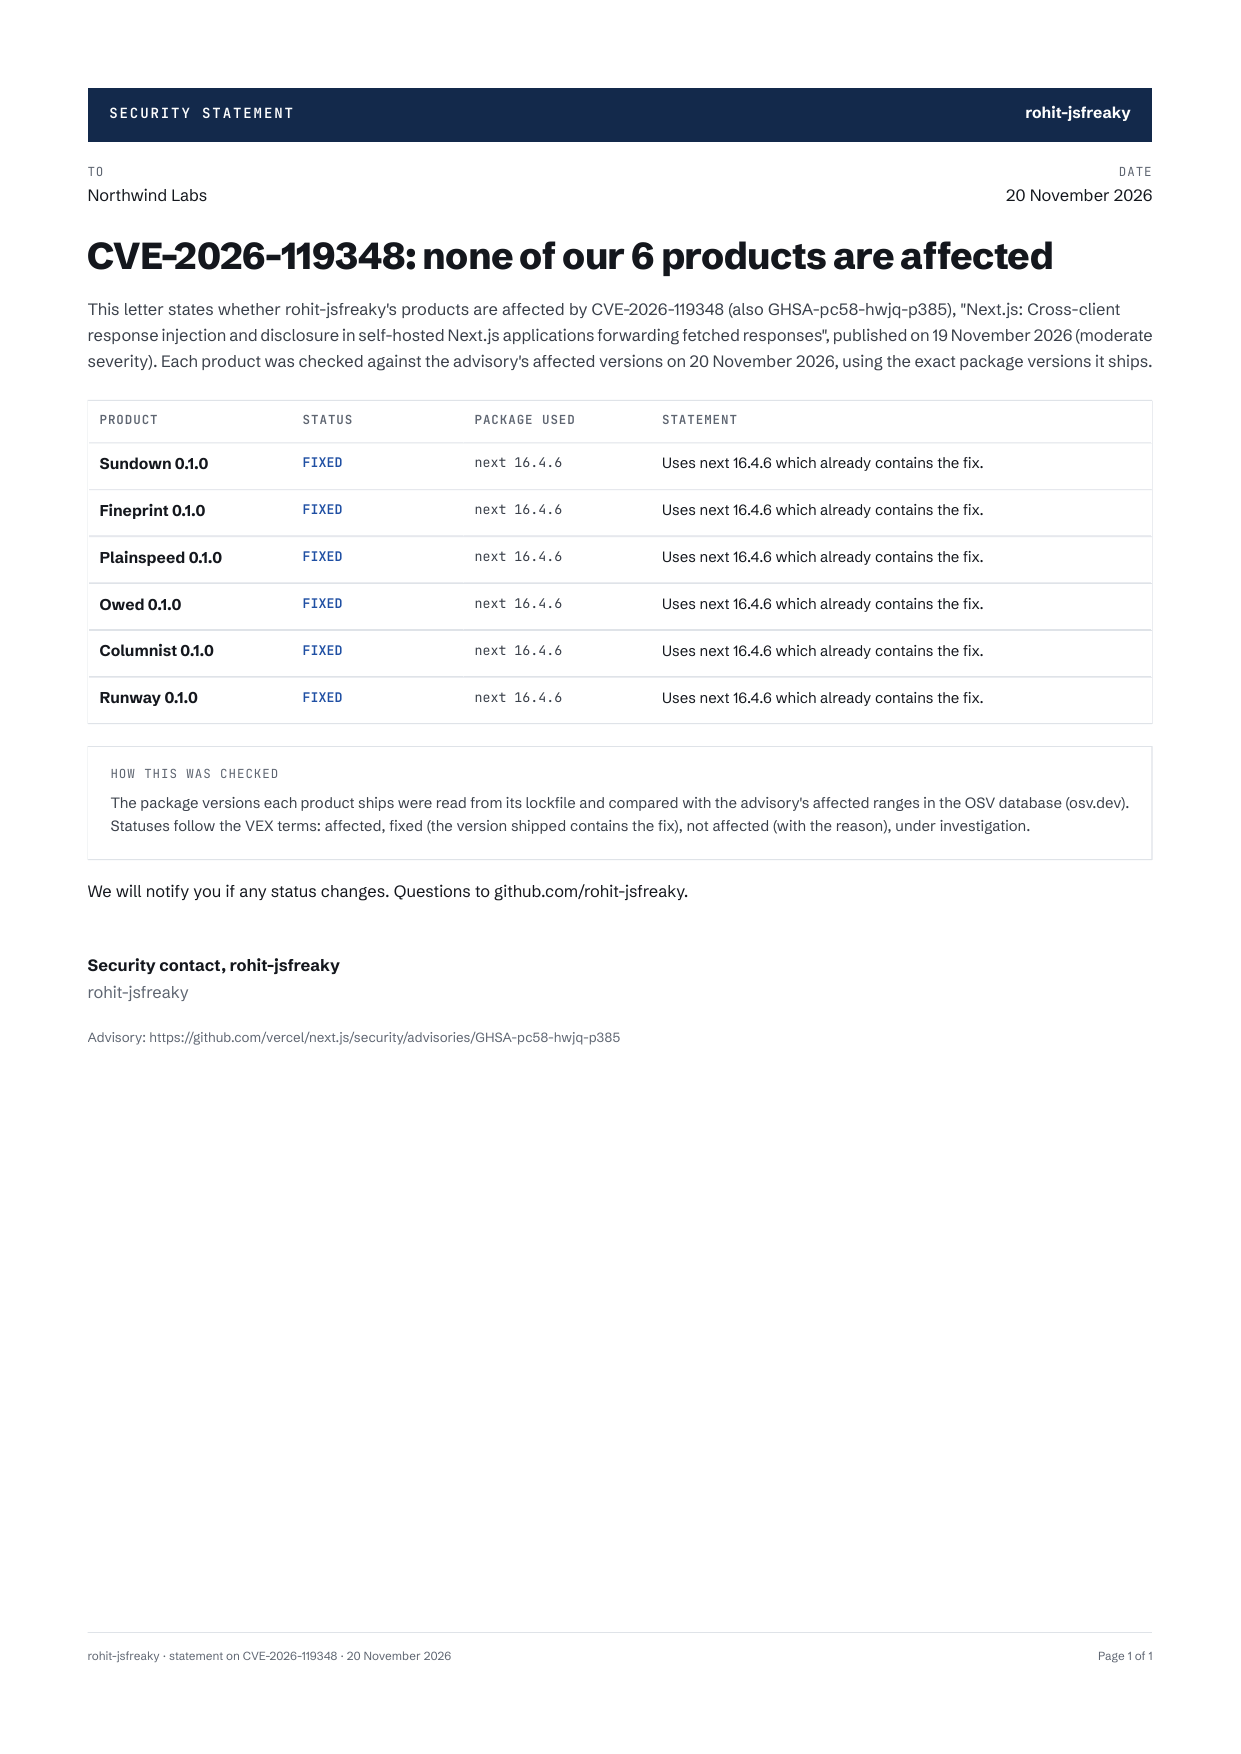 SECURITY STATEMENT rohit-jsfreaky
TO DATE
Northwind Labs 20 November 2026
CVE-2026-119348: none of our 6 products are affected
This letter states whether rohit-jsfreaky's products are affected by CVE-2026-119348 (also GHSA-pc58-hwjq-p385), "Next.js: Cross-client
response injection and disclosure in self-hosted Next.js applications forwarding fetched responses", published on 19 November 2026 (moderate
severity). Each product was checked against the advisory's affected versions on 20 November 2026, using the exact package versions it ships.
PRODUCT STATUS PACKAGE USED STATEMENT
Sundown 0.1.0 FIXED next 16.4.6 Uses next 16.4.6 which already contains the fix.
Fineprint 0.1.0 FIXED next 16.4.6 Uses next 16.4.6 which already contains the fix.
Plainspeed 0.1.0 FIXED next 16.4.6 Uses next 16.4.6 which already contains the fix.
Owed 0.1.0 FIXED next 16.4.6 Uses next 16.4.6 which already contains the fix.
Columnist 0.1.0 FIXED next 16.4.6 Uses next 16.4.6 which already contains the fix.
Runway 0.1.0 FIXED next 16.4.6 Uses next 16.4.6 which already contains the fix.
HOW THIS WAS CHECKED
The package versions each product ships were read from its lockfile and compared with the advisory's affected ranges in the OSV database (osv.dev).
Statuses follow the VEX terms: affected, fixed (the version shipped contains the fix), not affected (with the reason), under investigation.
We will notify you if any status changes. Questions to github.com/rohit-jsfreaky.
Security contact, rohit-jsfreaky
rohit-jsfreaky
Advisory: https://github.com/vercel/next.js/security/advisories/GHSA-pc58-hwjq-p385
rohit-jsfreaky · statement on CVE-2026-119348 · 20 November 2026 Page 1 of 1